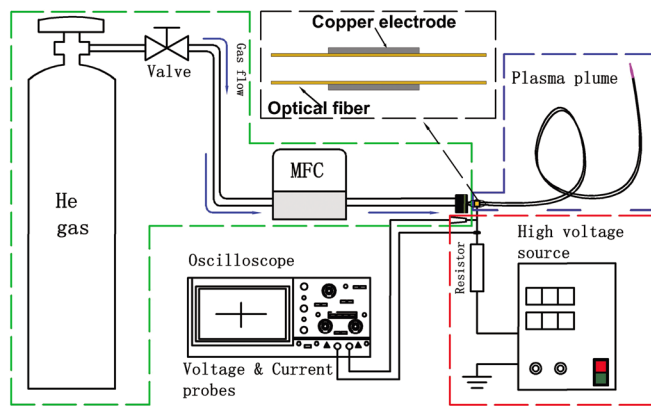 Copper electrode
Optical fiber
Valve
Gas flow
Plasma plume
MFC
He
gas
Oscilloscope
Resistor
High voltage
source
Voltage & Current
probes